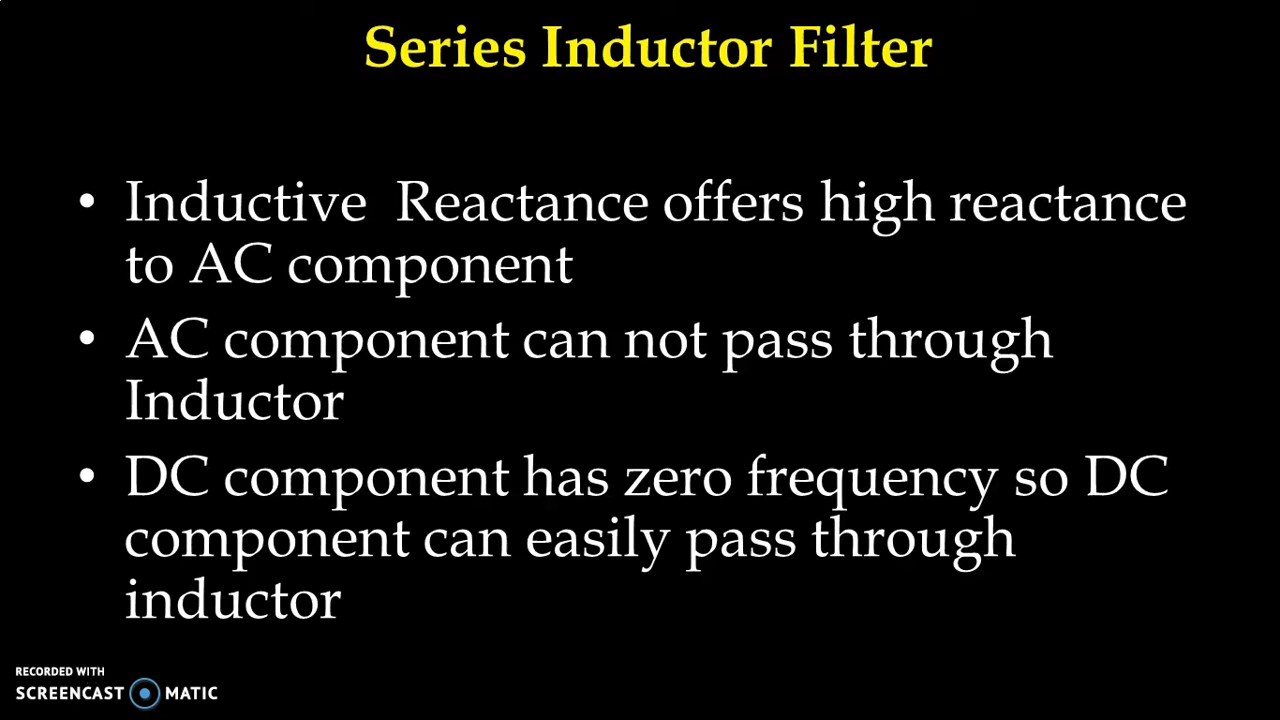 Series Inductor Filter
• Inductive  Reactance offers high reactance
to AC component
• AC component can not pass through
Inductor
• DC component has zero frequency so DC
component can easily pass through
inductor
RECORDED WITH
SCREENCAST MATIC